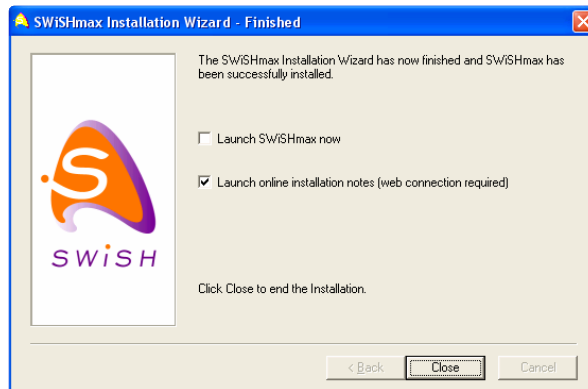 SWiSHmax Installation Wizard - Finished
The SWiSHmax Installation Wizard has now finished and SWiSHmax has
been successfully installed.
Launch SWiSHmax now
Launch online installation notes (web connection required)
S
SWiSH
Click Close to end the Installation.
< Back
Close
Cancel